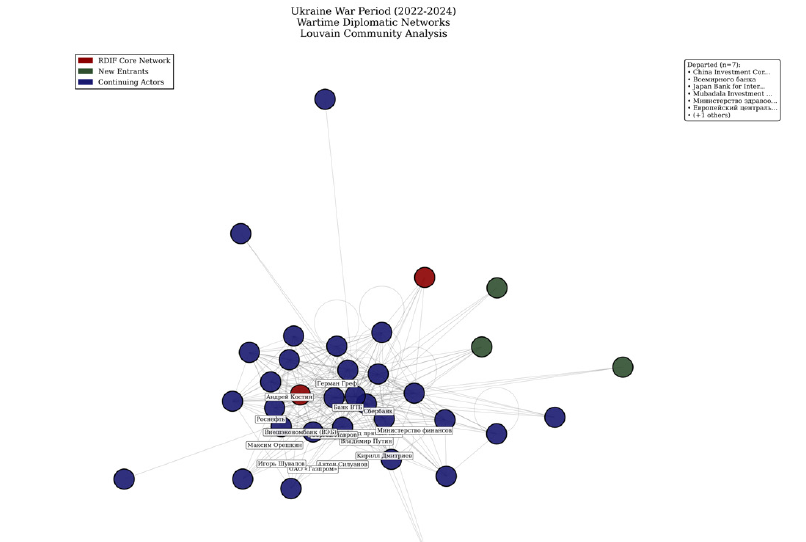 Ukraine War Period (2022-2024)
Wartime Diplomatic Networks
Louvain Community Analysis
RDIF Core Network
New Entrants
Continuing Actors
Departed (n=7):
• China Investment Cor...
• Всемирного банка
• Japan Bank for Inter...
• Mubadala Investment ...
• Министерство здравоо...
• Европейский централь...
• (+1 others)
Герман Греф
Андрей Костин
Банк ВТБ
Сбербанк
Роснефть
Внешэкономбанк (ВЭБ)
Министерство финансов
Владимир Путин
Максим Орешкин
Кирилл Дмитриев
Игорь Шувалов
Силуанов
ОАО «Газпром»